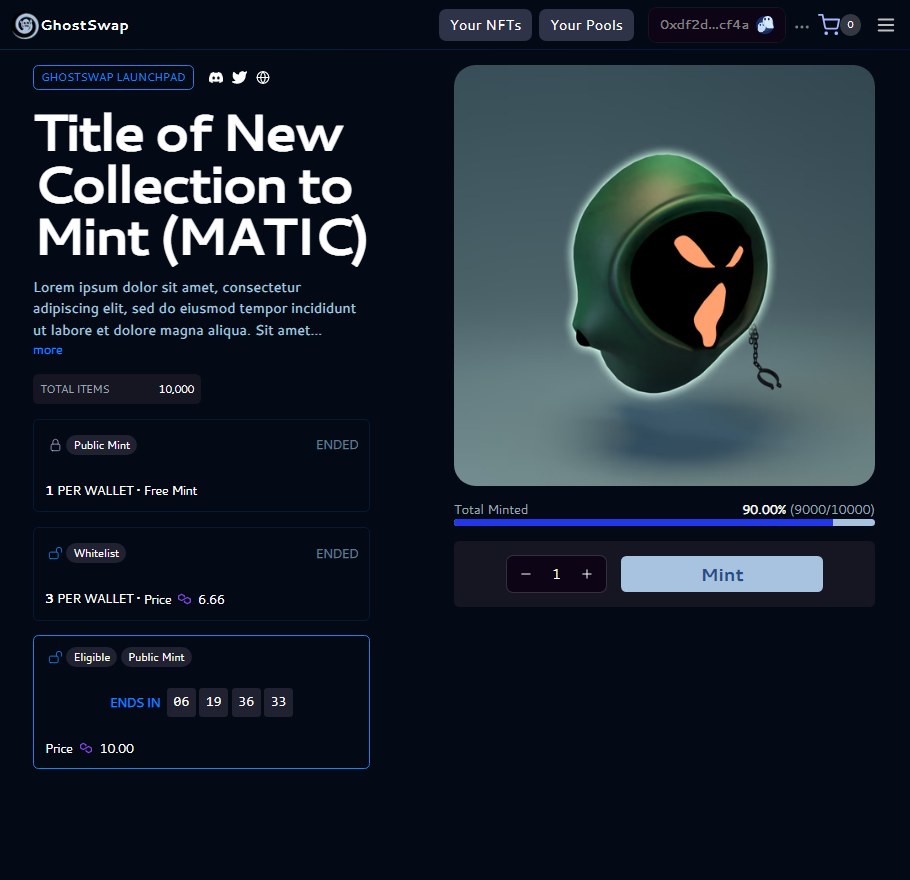 GhostSwap
Your NFTs
Your Pools
0xdf2d...cf4a
0
GHOSTSWAP LAUNCHPAD
Title of New
Collection to
Mint (MATIC)
Lorem ipsum dolor sit amet, consectetur
adipiscing elit, sed do eiusmod tempor incididunt
ut labore et dolore magna aliqua. Sit amet...
more
TOTAL ITEMS 10,000
Public Mint ENDED
1 PER WALLET · Free Mint
Whitelist ENDED
3 PER WALLET · Price 6.66
Eligible Public Mint
ENDS IN 06 19 36 33
Price 10.00
Total Minted 90.00% (9000/10000)
− 1 + Mint